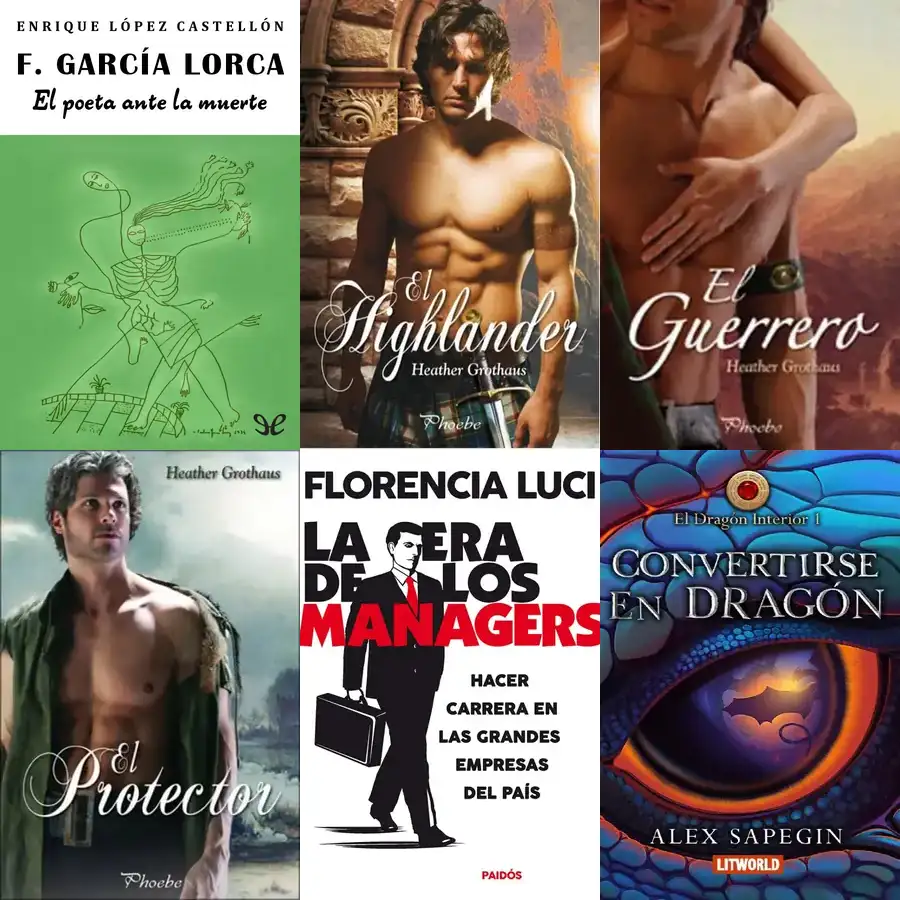 ENRIQUE LÓPEZ CASTELLÓN
F. GARCÍA LORCA
El poeta ante la muerte
El
Highlander
Heather Grothaus
Phoebe
El
Guerrero
Heather Grothaus
Phoebe
Heather Grothaus
El
Protector
Phoebe
FLORENCIA LUCI
LA ERA
DE LOS
MANAGERS
HACER
CARRERA EN
LAS GRANDES
EMPRESAS
DEL PAÍS
PAIDÓS
El Dragón Interior 1
CONVERTIRSE
EN DRAGÓN
ALEX SAPEGIN
LITWORLD